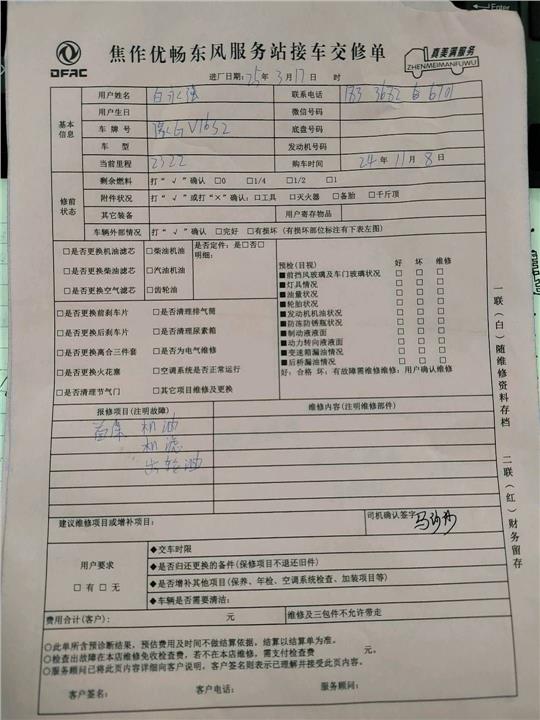 Enter
DFAC
焦作优畅东风服务站接车交修单
真美满服务
ZHENMEIMANFUWU
进厂日期：25年3月17日 时
基本信息
用户姓名 联系电话
用户生日 微信号码
车牌号 底盘号码
车型 发动机号码
当前里程 2322 购车时间 24年11月8日
修前状态
剩余燃料 打“√”确认 □0 □1/4 □1/2 □1
附件状况 打“√”或打“×”确认：□工具 □灭火器 □备胎 □千斤顶
其它装备 用户寄存物品
车辆外部情况 打“√”确认 □完好 □有损坏（有损坏部位标注有下表左图）
□是否更换机油滤芯 □柴油机油 是否定件：是□否□
明细：
□是否更换柴油滤芯 □汽油机油
□是否更换空气滤芯 □齿轮油
预检(目视) 好 坏 维修
■前挡风玻璃及车门玻璃状况 □ □ □
■灯具情况 □ □ □
■油量状况 □ □ □
■轮胎状况 □ □ □
■发动机机油状况 □ □ □
■防冻防锈瓶状况 □ □ □
■制动液液面 □ □ □
■动力转向液液面 □ □ □
■变速箱漏油情况 □ □ □
■后桥漏油情况 □ □ □
好：合格 坏：有故障需维修维修：用户确认维修
□是否更换前刹车片 □是否清理排气筒
□是否更换后刹车片 □是否清理尿素箱
□是否更换离合三件套 □是否为电气维修
□是否更换火花塞 □空调系统是否正常运行
□是否清理节气门 □其它项目维修及更换
报修项目(注明故障) 维修内容(注明维修部件)
首保 机油
机滤
齿轮油
建议维修项目或增补项目： 司机确认签字
用户要求
□有□无
◆交车时限
◆是否归还更换的备件(保修项目不退还旧件)
◆是否增补其他项目(保养、年检、空调系统检查、加装项目等)
◆车辆是否需要清洁：
费用合计(客户)： 元 维修及三包件不允许带走
○此单所含预诊断结果，预估费用及时间不做结算依据。结算以结算单为准。
○检查出故障在本店维修免收检查费，若不在本店维修，需支付检查费 元。
○服务顾问已将此页内容详细向客户说明。客户签名则表示已理解并接受此页内容。
客户签名： 客户电话： 服务顾问：
一联(白)随维修资料存档 二联(红)财务留存